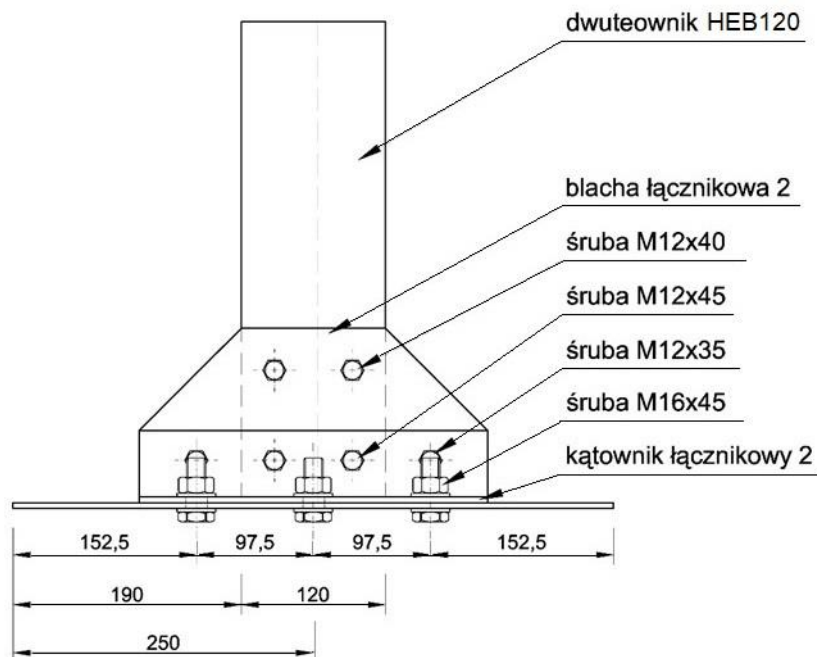 dwuteownik HEB120
blacha łącznikowa 2
śruba M12x40
śruba M12x45
śruba M12x35
śruba M16x45
kątownik łącznikowy 2
152,5
97,5
97,5
152,5
190
120
250